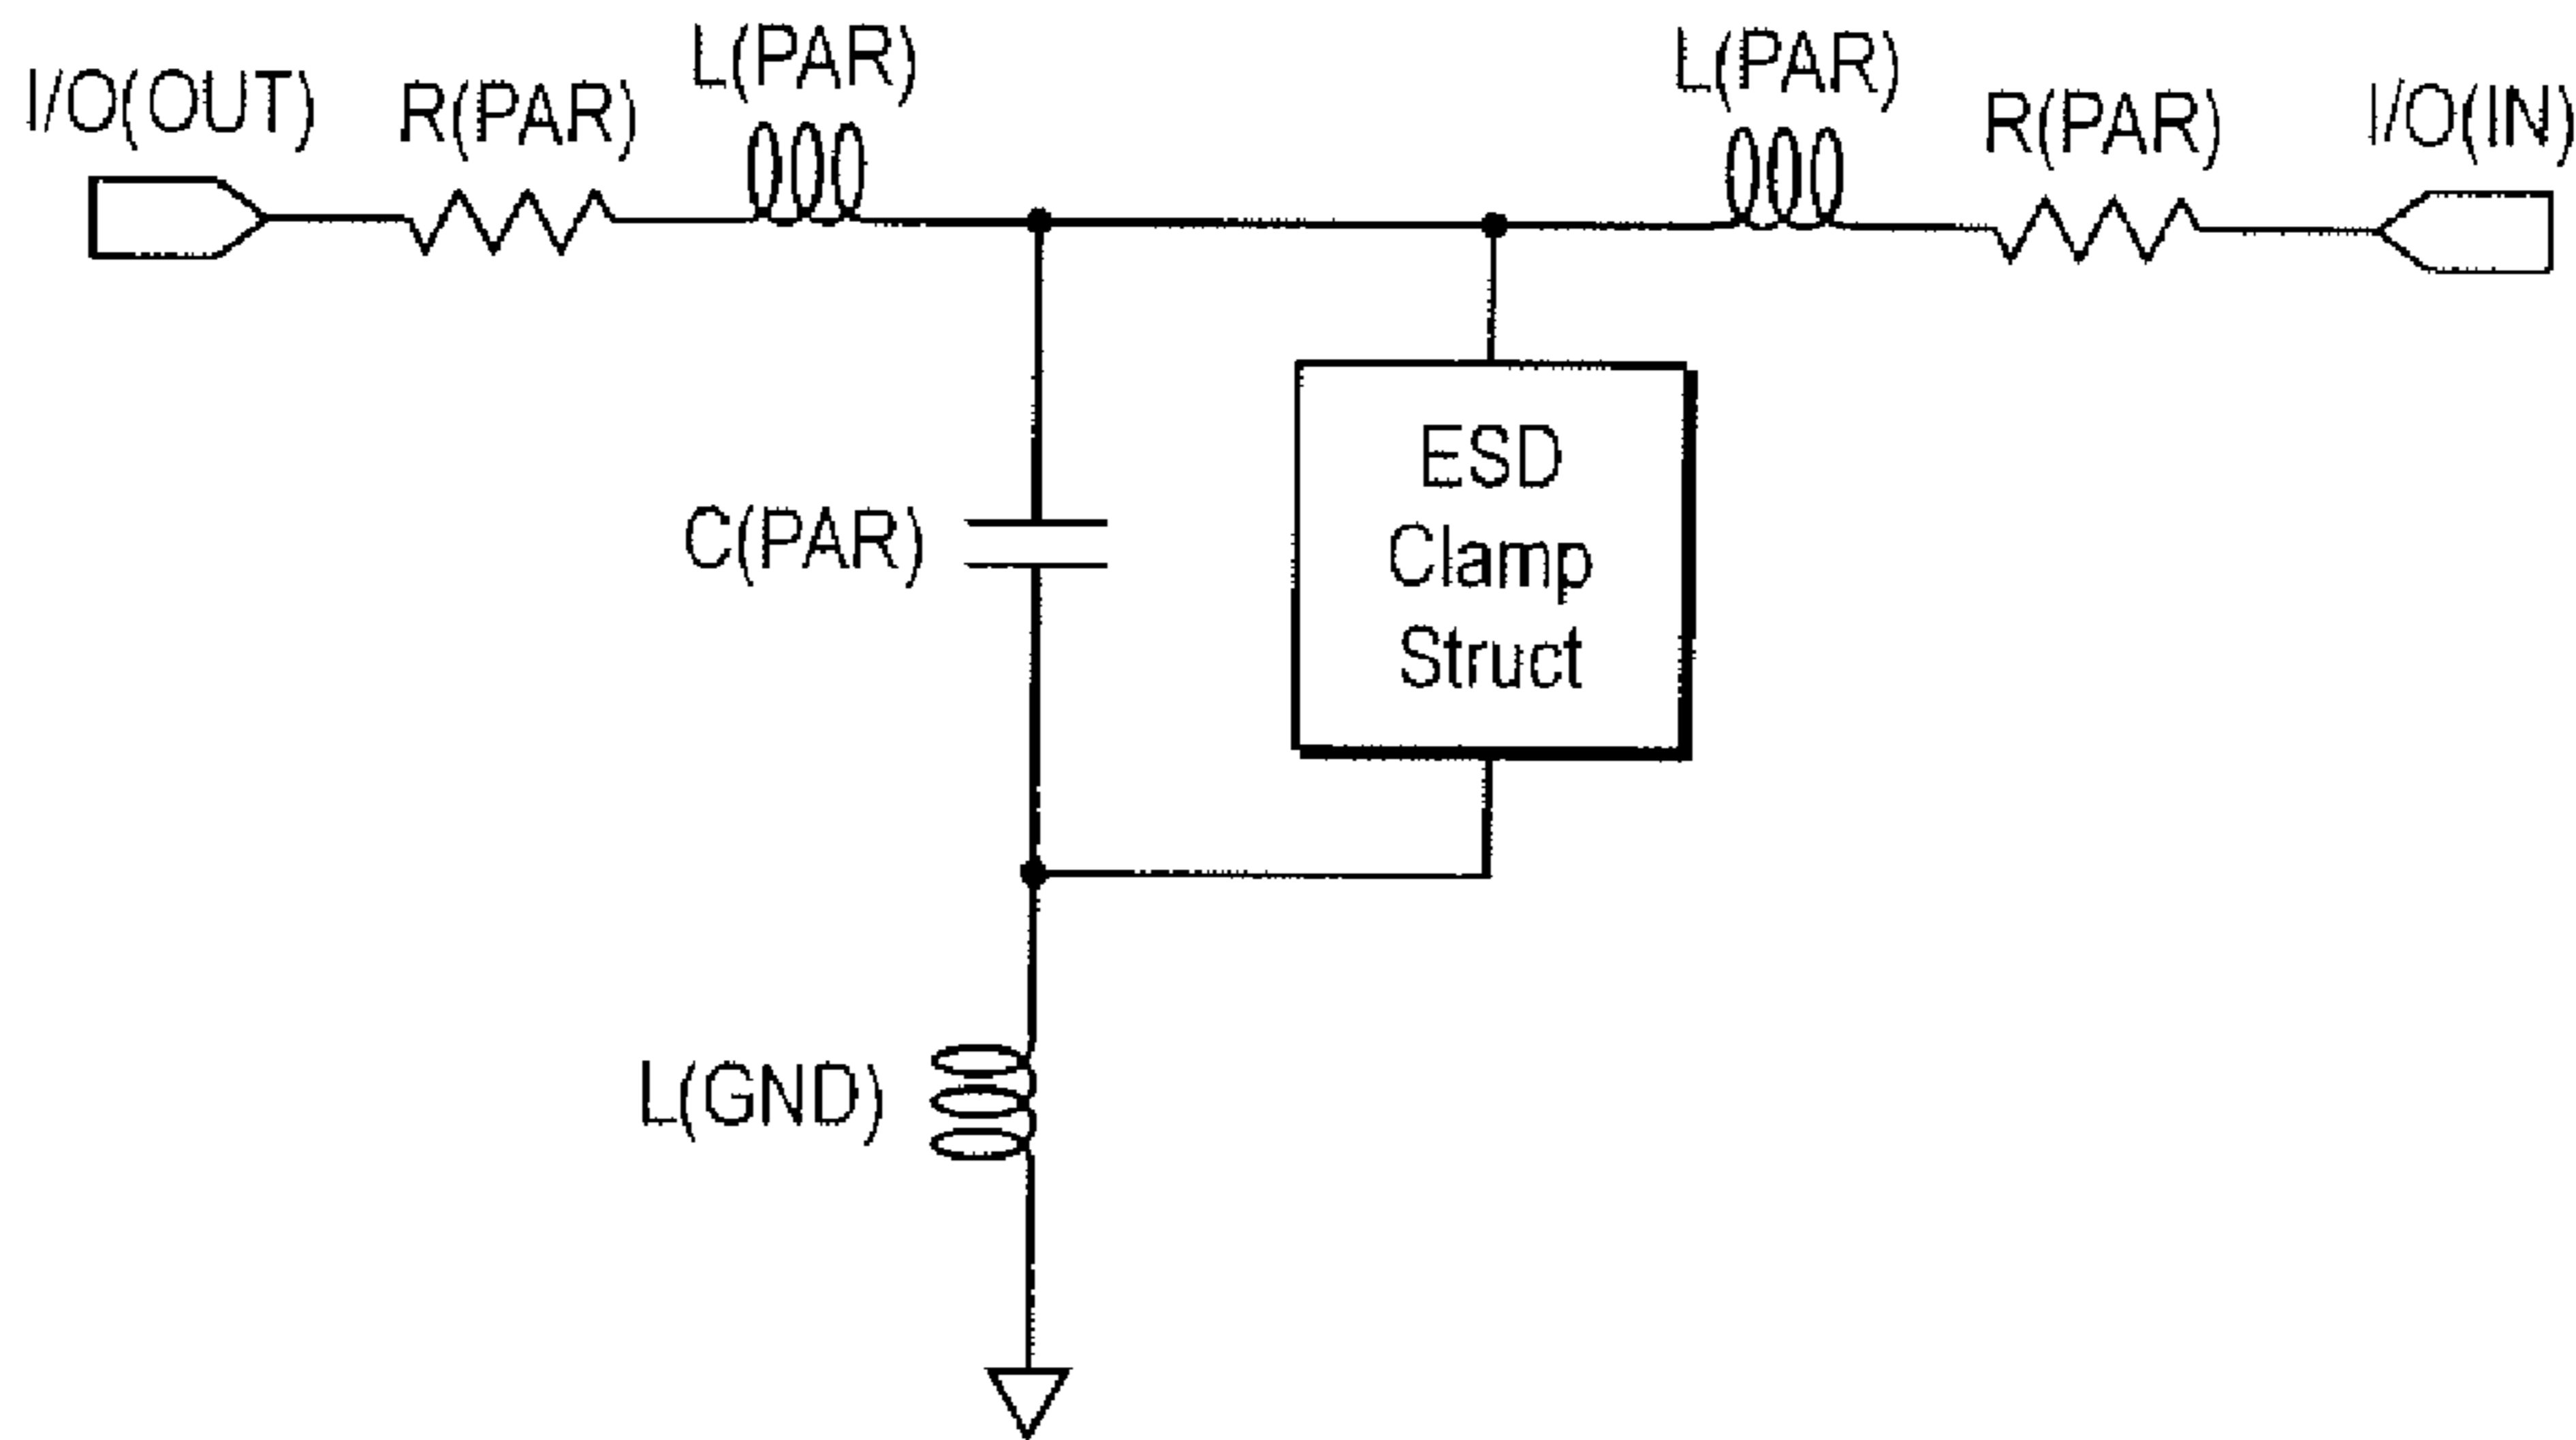 I/O(OUT)
R(PAR)
L(PAR)
L(PAR)
R(PAR)
I/O(IN)
C(PAR)
ESD
Clamp
Struct
L(GND)